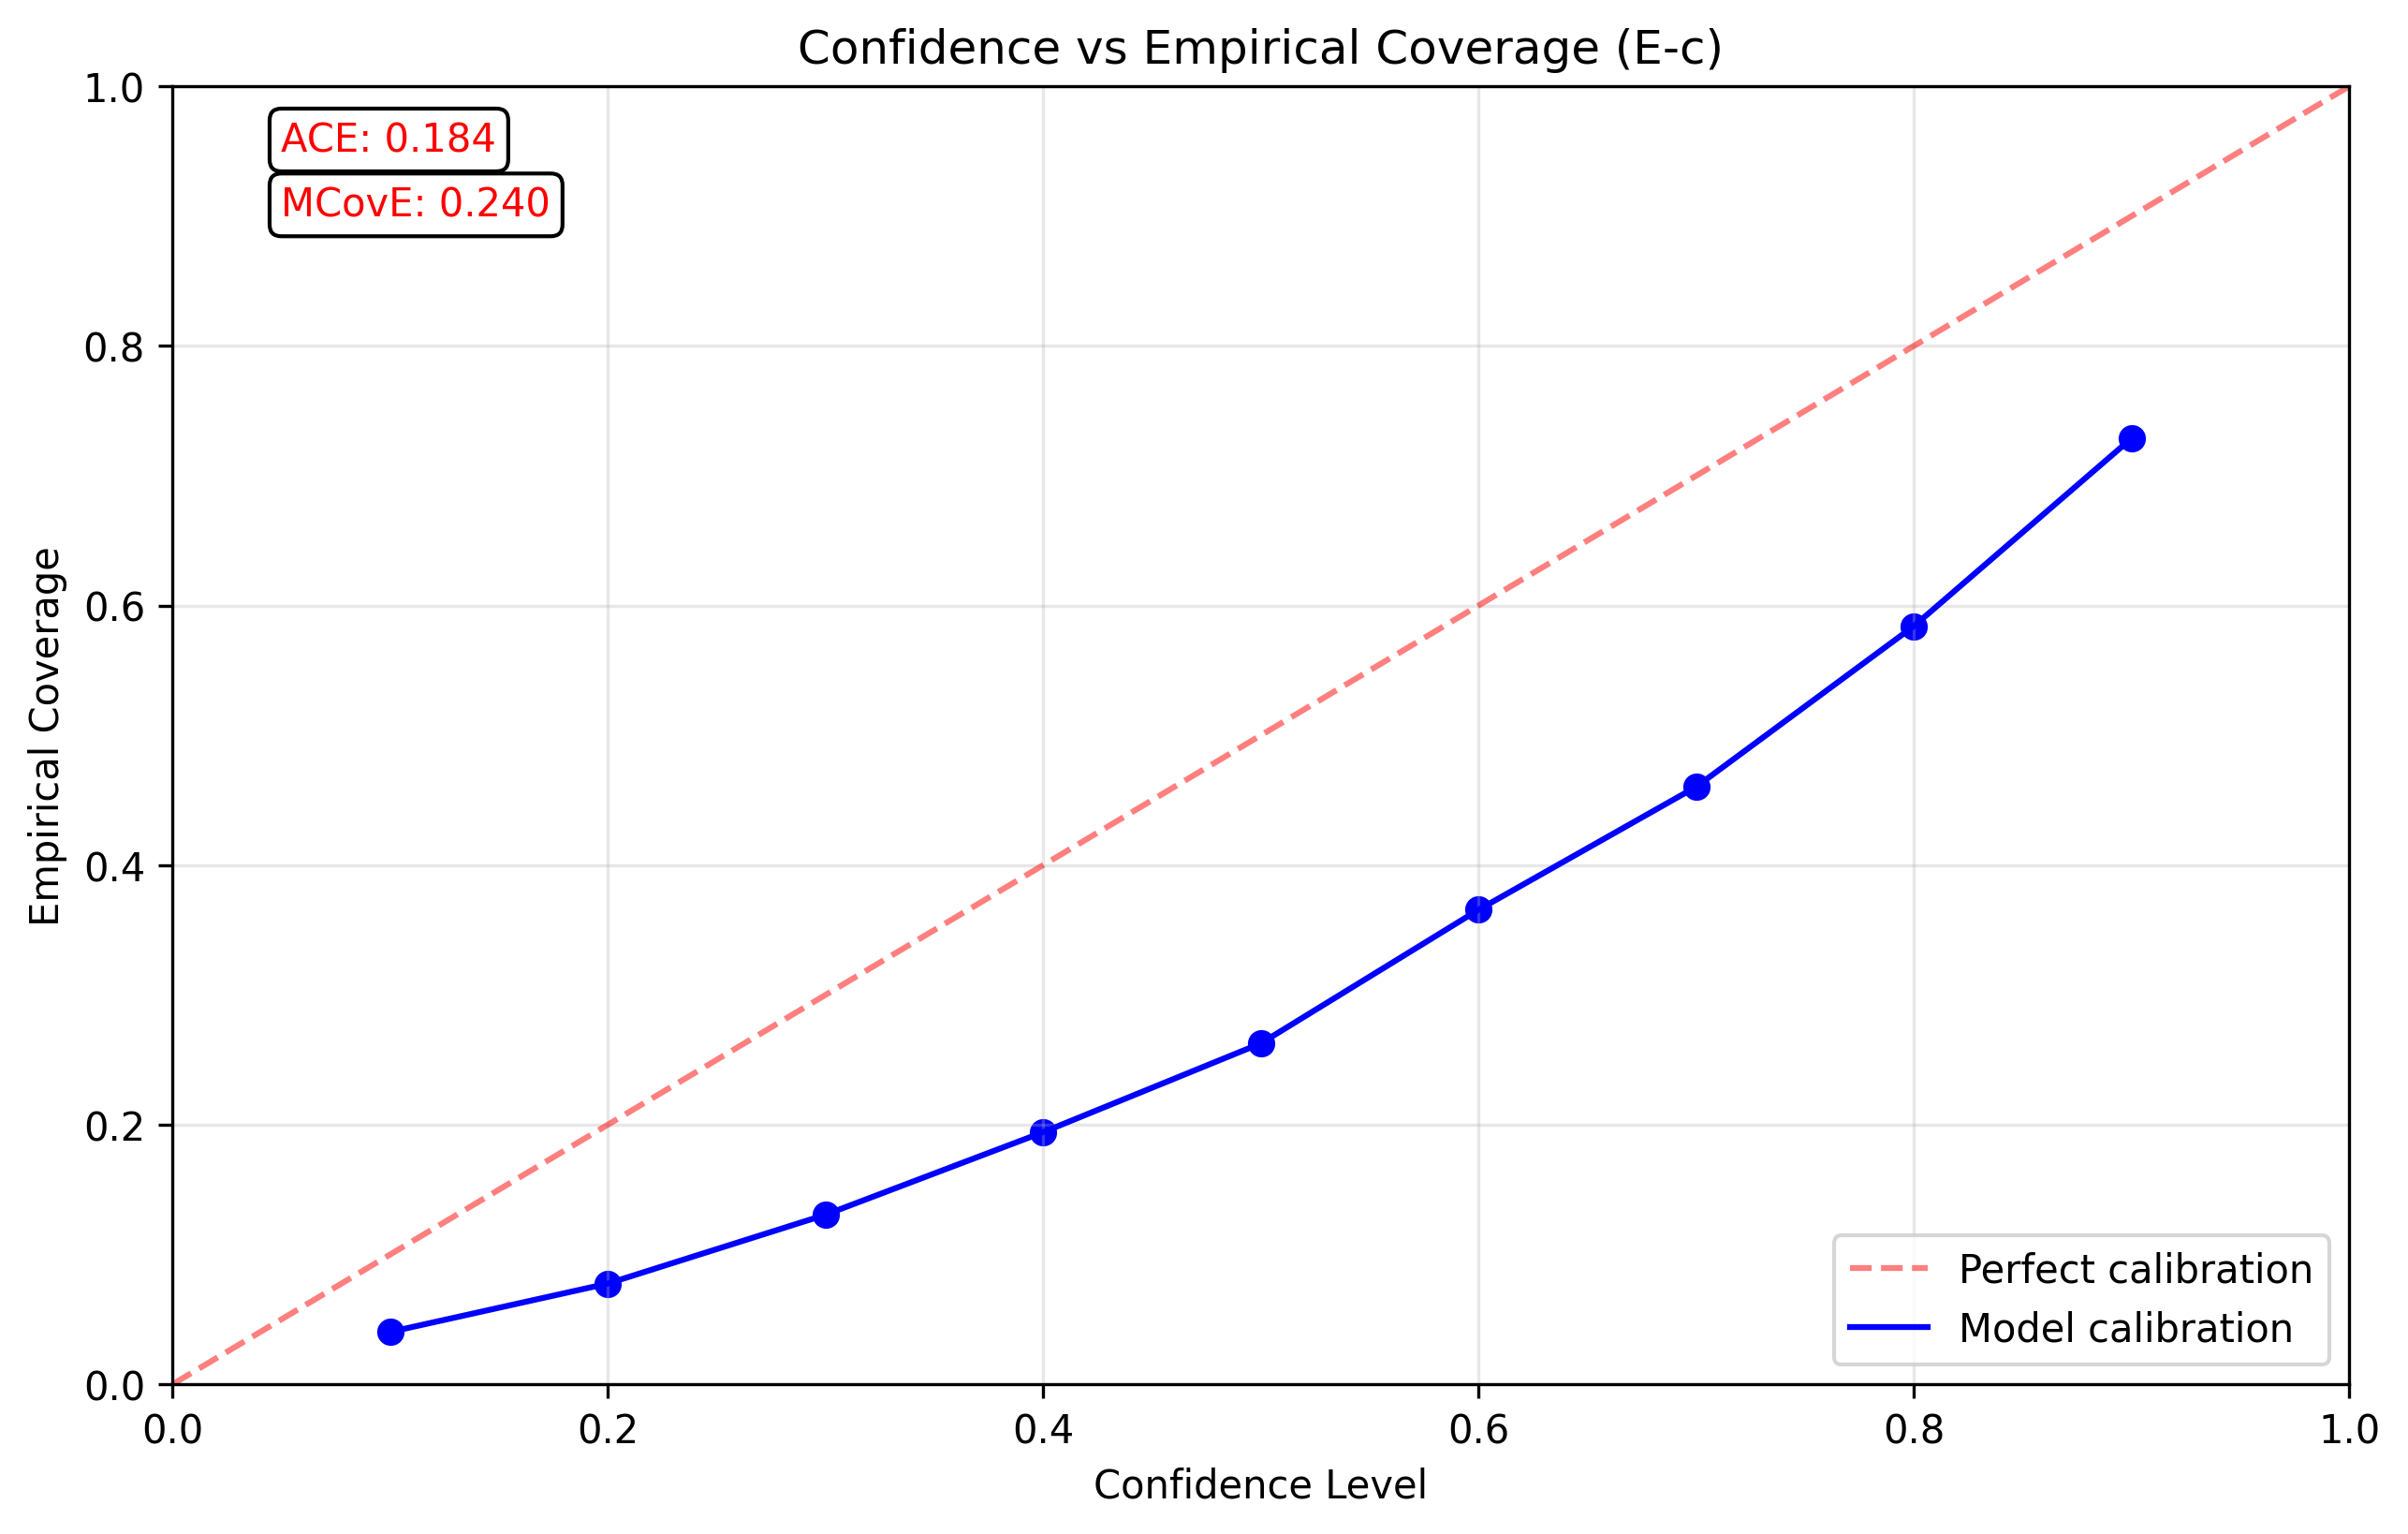 Confidence vs Empirical Coverage (E-c)
ACE: 0.184
MCovE: 0.240
1.0
0.8
0.6
0.4
0.2
0.0
Empirical Coverage
Perfect calibration
Model calibration
0.0 0.2 0.4 0.6 0.8 1.0
Confidence Level